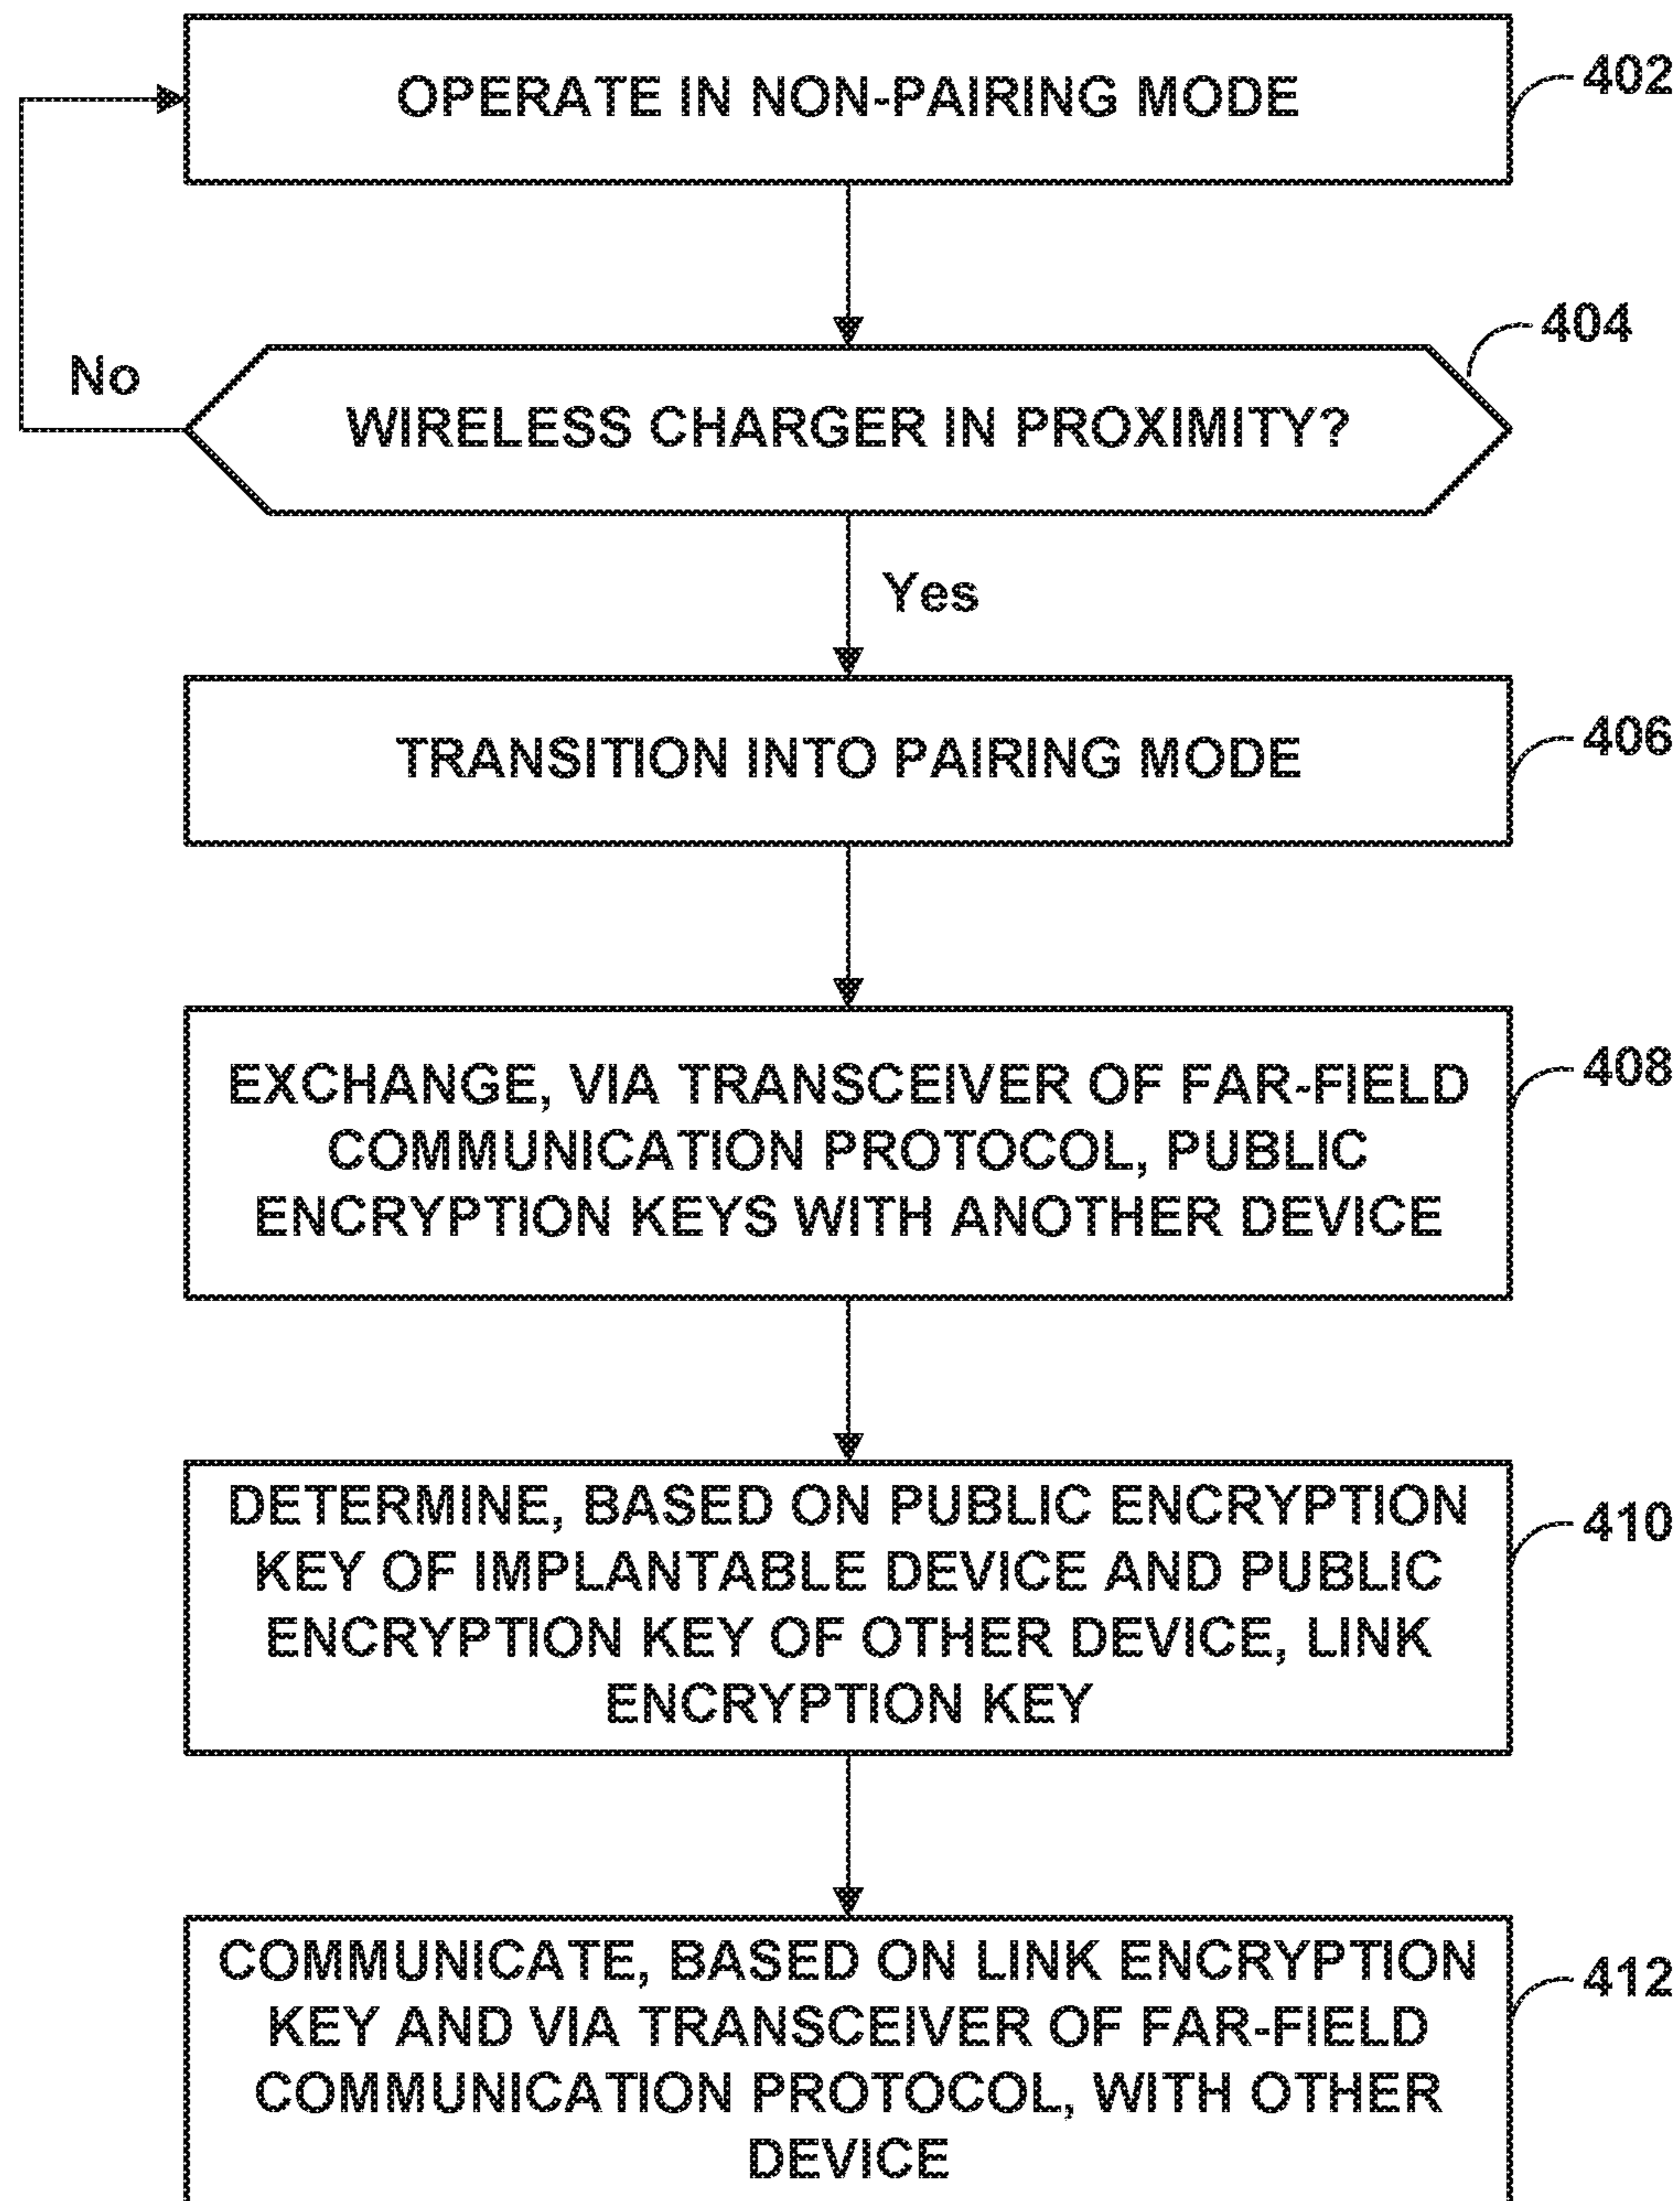 OPERATE IN NON-PAIRING MODE
402
404
No
WIRELESS CHARGER IN PROXIMITY?
Yes
TRANSITION INTO PAIRING MODE
406
EXCHANGE, VIA TRANSCEIVER OF FAR-FIELD
COMMUNICATION PROTOCOL, PUBLIC
ENCRYPTION KEYS WITH ANOTHER DEVICE
408
DETERMINE, BASED ON PUBLIC ENCRYPTION
KEY OF IMPLANTABLE DEVICE AND PUBLIC
ENCRYPTION KEY OF OTHER DEVICE, LINK
ENCRYPTION KEY
410
COMMUNICATE, BASED ON LINK ENCRYPTION
KEY AND VIA TRANSCEIVER OF FAR-FIELD
COMMUNICATION PROTOCOL, WITH OTHER
DEVICE
412